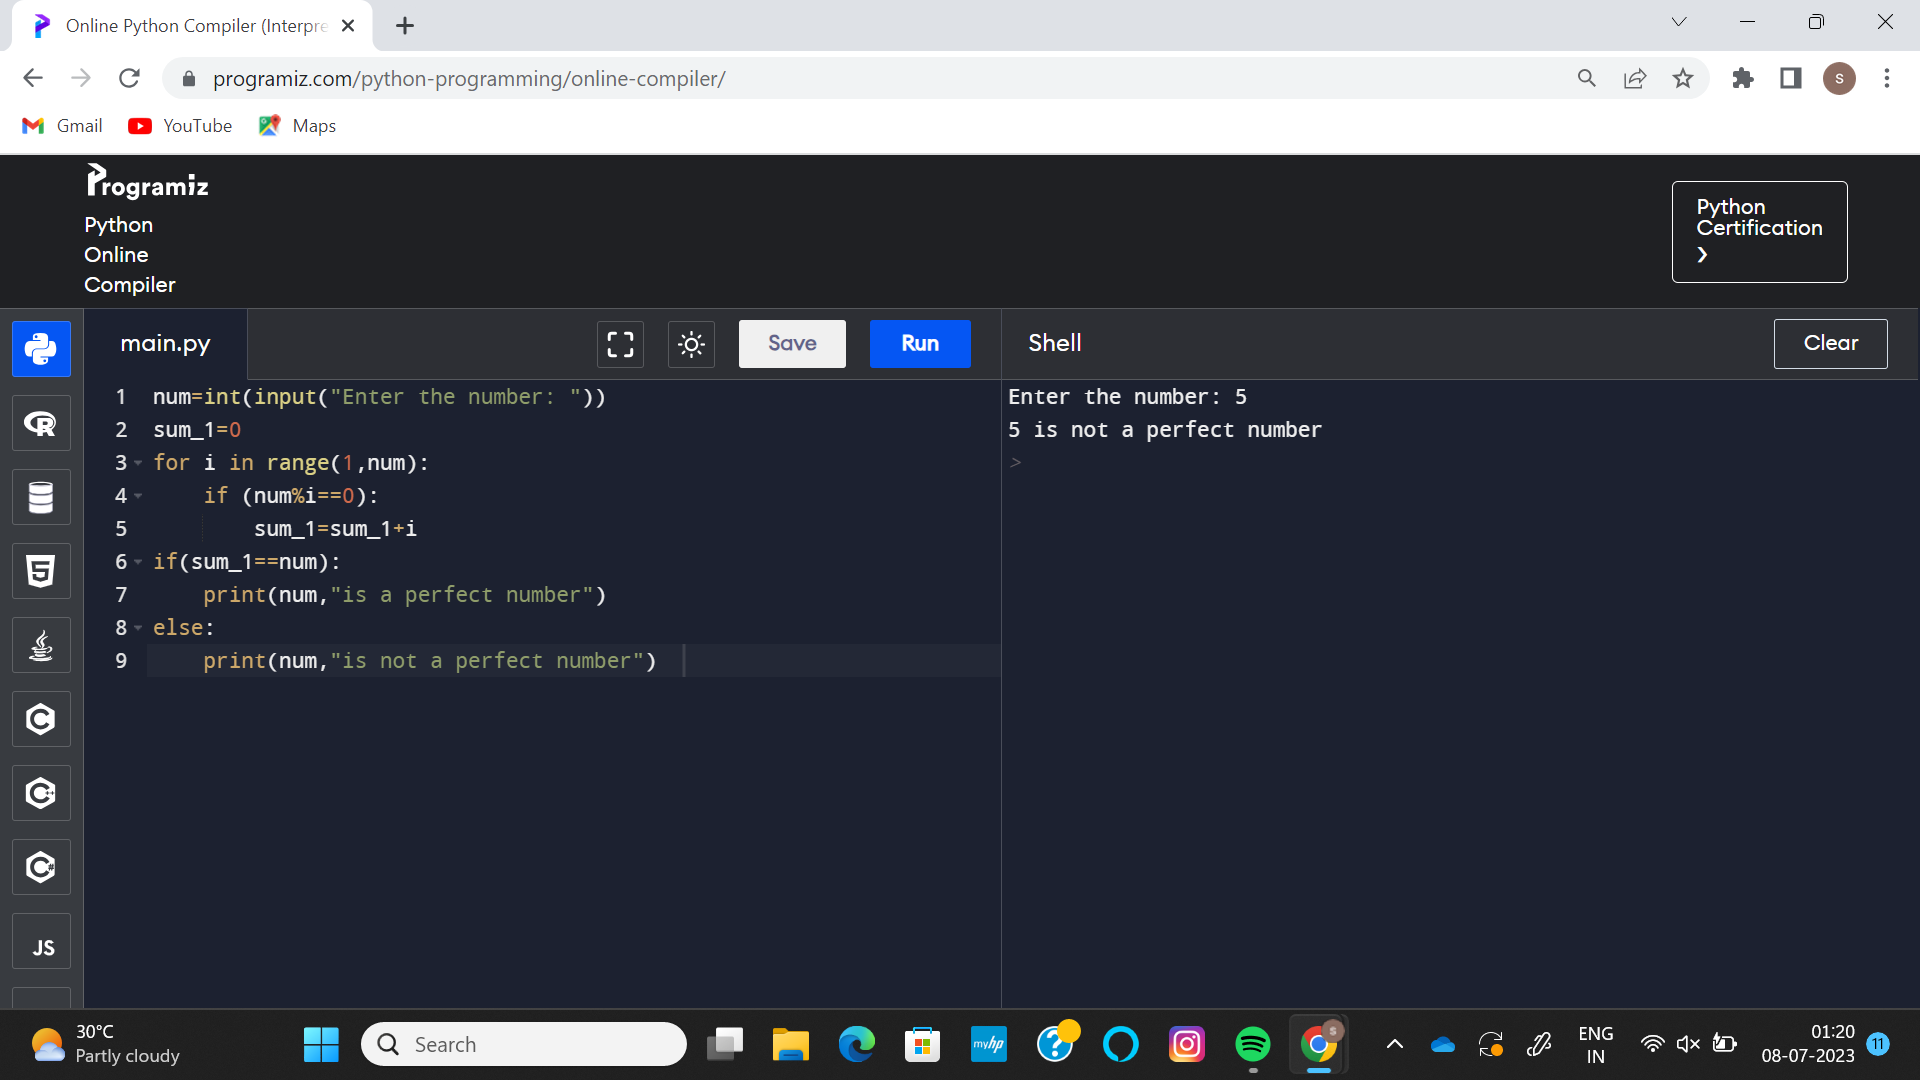 Online Python Compiler (Interpre
programiz.com/python-programming/online-compiler/
S
Gmail
YouTube
Maps
Programiz
Python
Online
Compiler
Python
Certification
main.py
Save
Run
Shell
Clear
1 num=int(input("Enter the number: "))
2 sum_1=0
3 for i in range(1,num):
4     if (num%i==0):
5         sum_1=sum_1+i
6 if(sum_1==num):
7     print(num,"is a perfect number")
8 else:
9     print(num,"is not a perfect number")
Enter the number: 5
5 is not a perfect number
>
R
5
C
C++
C#
JS
30°C
Partly cloudy
Search
myhp
?
S
ENG
IN
01:20
08-07-2023
11